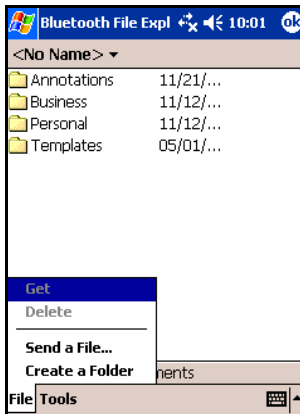 Bluetooth File Expl 10:01 ok
<No Name>
Annotations 11/21/...
Business 11/12/...
Personal 11/12/...
Templates 05/01/...
Get
Delete
Send a File...
Create a Folder ments
File Tools